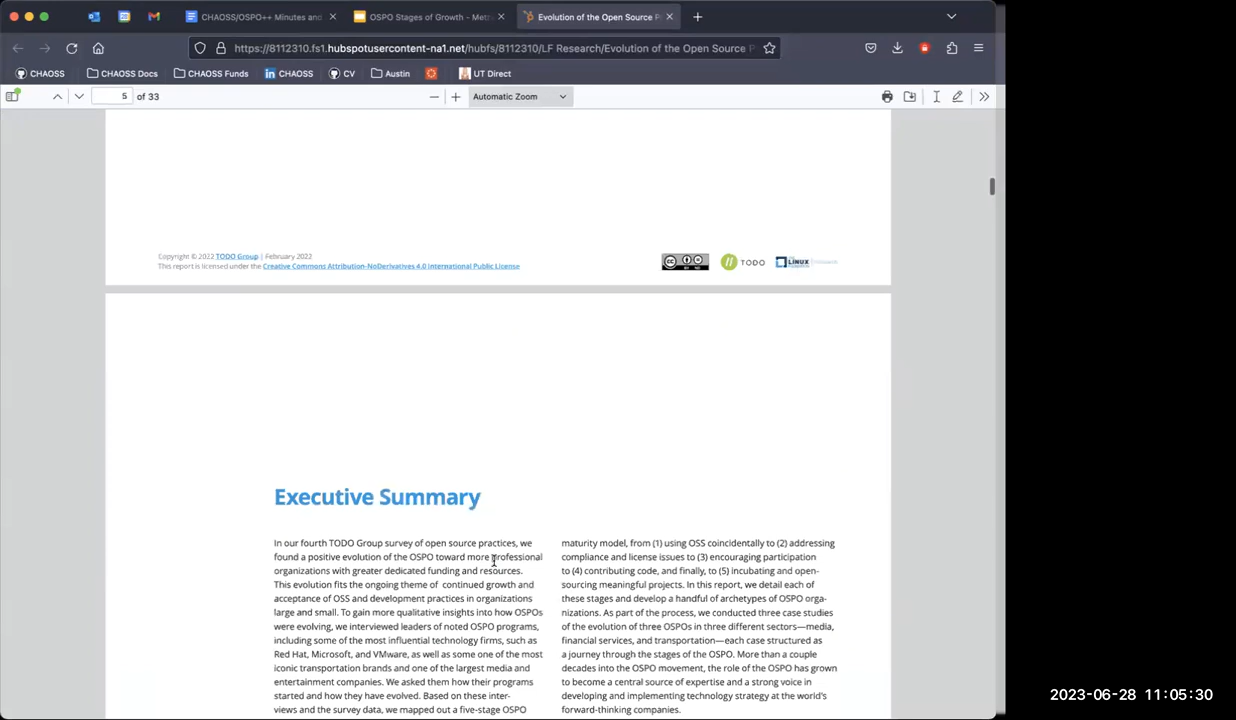 CHAOSS/OSPO++ Minutes and
OSPO Stages of Growth - Metr
Evolution of the Open Source P
https://8112310.fs1.hubspotusercontent-na1.net/hubfs/8112310/LF Research/Evolution of the Open Source P
CHAOSS
CHAOSS Docs
CHAOSS Funds
in CHAOSS
CV
Austin
UT Direct
5 of 33
Automatic Zoom
Copyright © 2022 TODO Group | February 2022
This report is licensed under the Creative Commons Attribution-NoDerivatives 4.0 International Public License
TODO
LINUX
Executive Summary
In our fourth TODO Group survey of open source practices, we
found a positive evolution of the OSPO toward more professional
organizations with greater dedicated funding and resources.
This evolution fits the ongoing theme of continued growth and
acceptance of OSS and development practices in organizations
large and small. To gain more qualitative insights into how OSPOs
were evolving, we interviewed leaders of noted OSPO programs,
including some of the most influential technology firms, such as
Red Hat, Microsoft, and VMware, as well as some one of the most
iconic transportation brands and one of the largest media and
entertainment companies. We asked them how their programs
started and how they have evolved. Based on these inter-
views and the survey data, we mapped out a five-stage OSPO
maturity model, from (1) using OSS coincidentally to (2) addressing
compliance and license issues to (3) encouraging participation
to (4) contributing code, and finally, to (5) incubating and open-
sourcing meaningful projects. In this report, we detail each of
these stages and develop a handful of archetypes of OSPO orga-
nizations. As part of the process, we conducted three case studies
of the evolution of three OSPOs in three different sectors—media,
financial services, and transportation—each case structured as
a journey through the stages of the OSPO. More than a couple
decades into the OSPO movement, the role of the OSPO has grown
to become a central source of expertise and a strong voice in
developing and implementing technology strategy at the world's
forward-thinking companies.
2023-06-28 11:05:30